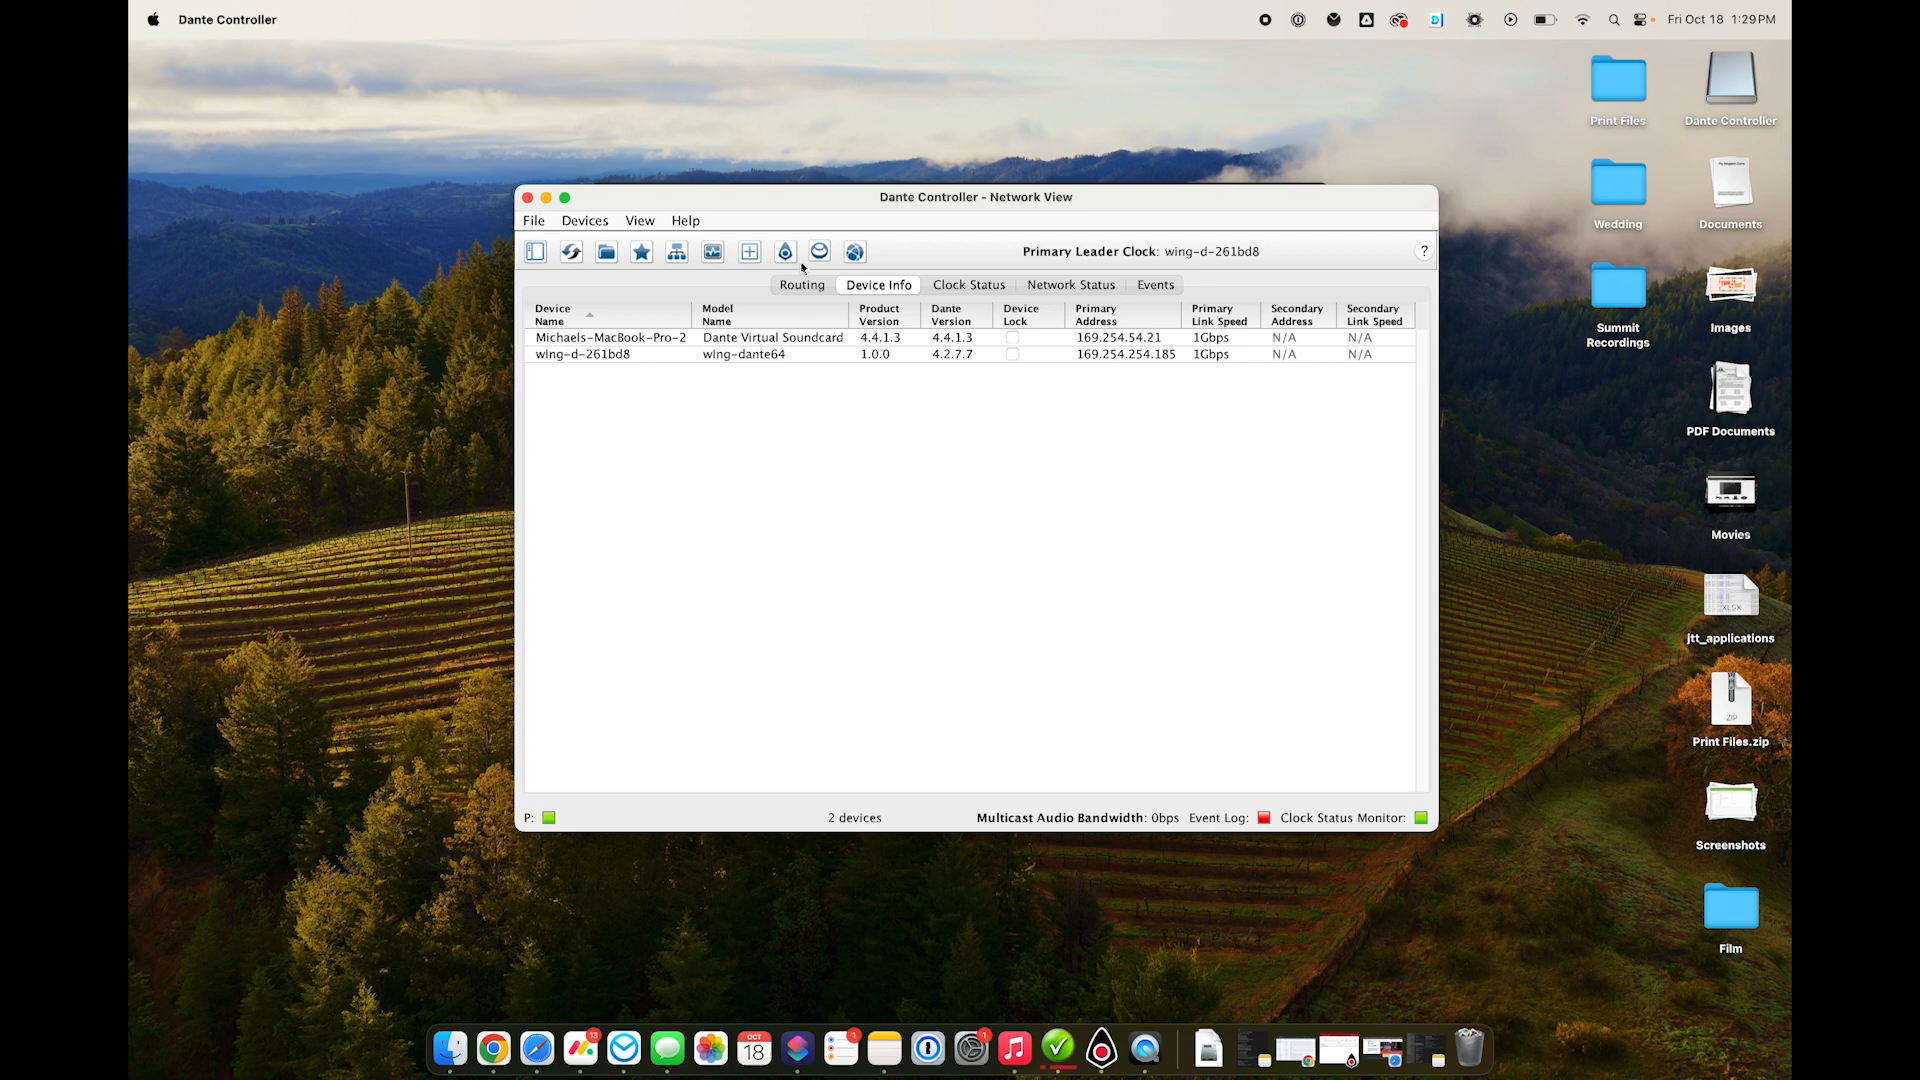 Dante Controller
Fri Oct 18 1:29 PM
Print Files
Dante Controller
Wedding
Documents
Summit
Recordings
Images
PDF Documents
Movies
XLSX
jtt_applications
ZIP
Print Files.zip
Screenshots
Film
Dante Controller - Network View
File Devices View Help
Primary Leader Clock: wing-d-261bd8
?
Routing Device Info Clock Status Network Status Events
Device Name Model Name Product Version Dante Version Device Lock Primary Address Primary Link Speed Secondary Address Secondary Link Speed
Michaels-MacBook-Pro-2 Dante Virtual Soundcard 4.4.1.3 4.4.1.3 169.254.54.21 1Gbps N/A N/A
wing-d-261bd8 wing-dante64 1.0.0 4.2.7.7 169.254.254.185 1Gbps N/A N/A
P: 2 devices Multicast Audio Bandwidth: 0bps Event Log: Clock Status Monitor:
13
OCT
18
1
1